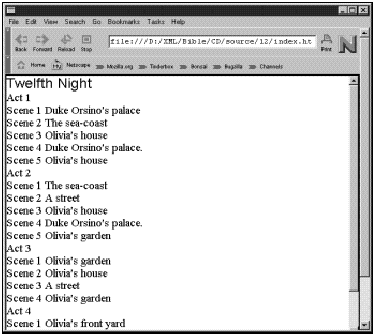 File Edit View Search Go Bookmarks Tasks Help
Back Forward Reload Stop file:///D:/XML/Bible/CD/source/12/index.ht Print N
Home Netscape Mozilla.org Tinderbox Bonsai Bugzilla Channels
Twelfth Night
Act 1
Scene 1 Duke Orsino's palace
Scene 2 The sea-coast
Scene 3 Olivia's house
Scene 4 Duke Orsino's palace.
Scene 5 Olivia's house
Act 2
Scene 1 The sea-coast
Scene 2 A street
Scene 3 Olivia's house
Scene 4 Duke Orsino's palace.
Scene 5 Olivia's garden
Act 3
Scene 1 Olivia's garden
Scene 2 Olivia's house
Scene 3 A street
Scene 4 Olivia's garden
Act 4
Scene 1 Olivia's front yard